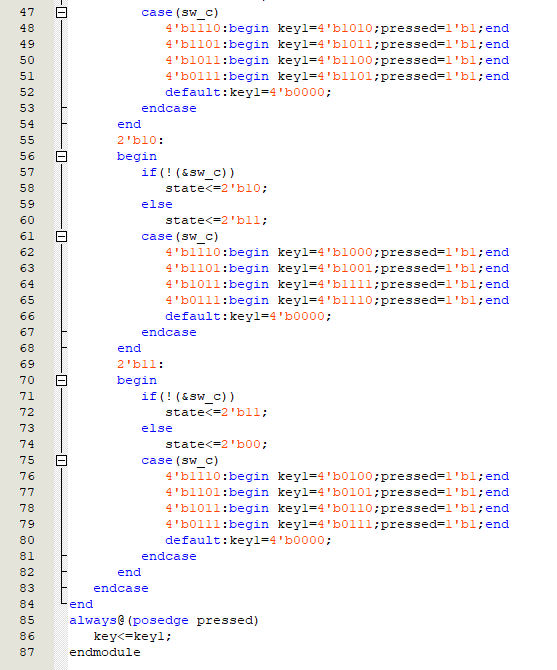 47 case(sw_c)
48 4'b1110:begin key1=4'b1010;pressed=1'b1;end
49 4'b1101:begin key1=4'b1011;pressed=1'b1;end
50 4'b1011:begin key1=4'b1100;pressed=1'b1;end
51 4'b0111:begin key1=4'b1101;pressed=1'b1;end
52 default:key1=4'b0000;
53 endcase
54 end
55 2'b10:
56 begin
57 if(!(&sw_c))
58 state<=2'b10;
59 else
60 state<=2'b11;
61 case(sw_c)
62 4'b1110:begin key1=4'b1000;pressed=1'b1;end
63 4'b1101:begin key1=4'b1001;pressed=1'b1;end
64 4'b1011:begin key1=4'b1111;pressed=1'b1;end
65 4'b0111:begin key1=4'b1110;pressed=1'b1;end
66 default:key1=4'b0000;
67 endcase
68 end
69 2'b11:
70 begin
71 if(!(&sw_c))
72 state<=2'b11;
73 else
74 state<=2'b00;
75 case(sw_c)
76 4'b1110:begin key1=4'b0100;pressed=1'b1;end
77 4'b1101:begin key1=4'b0101;pressed=1'b1;end
78 4'b1011:begin key1=4'b0110;pressed=1'b1;end
79 4'b0111:begin key1=4'b0111;pressed=1'b1;end
80 default:key1=4'b0000;
81 endcase
82 end
83 endcase
84 end
85 always@(posedge pressed)
86 key<=key1;
87 endmodule